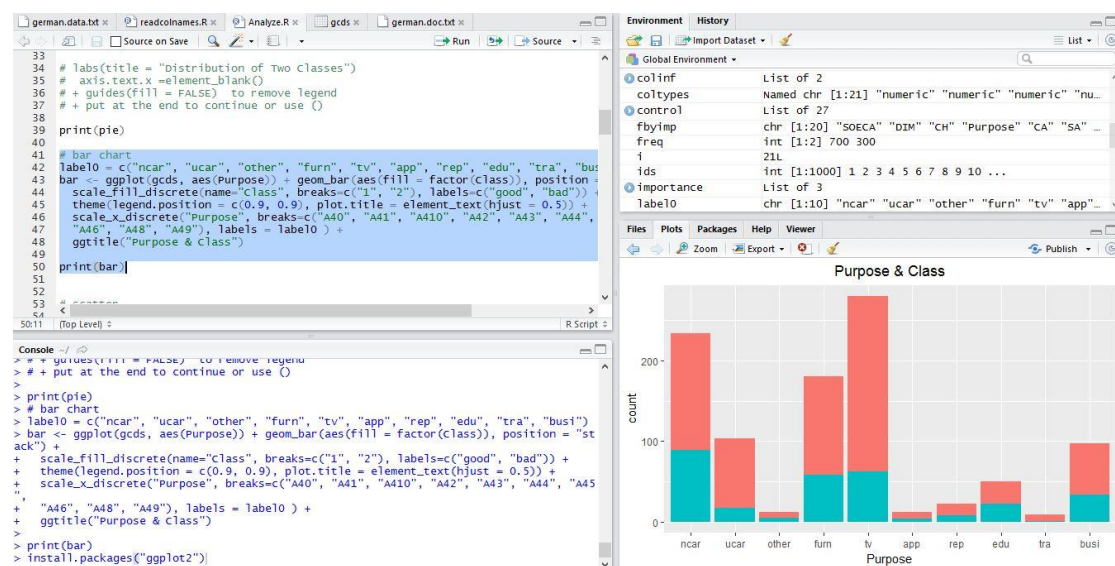 german.data.txt × readcolnames.R × Analyze.R × gcds × german.doc.txt ×
Source on Save Run Source
33
34 # labs(title = "Distribution of Two Classes")
35 #  axis.text.x =element_blank()
36 # + guides(fill = FALSE)  to remove legend
37 # + put at the end to continue or use ()
38
39 print(pie)
40
41 # bar chart
42 label0 = c("ncar", "ucar", "other", "furn", "tv", "app", "rep", "edu", "tra", "busi
43 bar <- ggplot(gcds, aes(Purpose)) + geom_bar(aes(fill = factor(Class)), position =
44   scale_fill_discrete(name="Class", breaks=c("1", "2"), labels=c("good", "bad")) +
45   theme(legend.position = c(0.9, 0.9), plot.title = element_text(hjust = 0.5)) +
46   scale_x_discrete("Purpose", breaks=c("A40", "A41", "A410", "A42", "A43", "A44",
47   "A46", "A48", "A49"), labels = label0 ) +
48   ggtitle("Purpose & Class")
49
50 print(bar)
51
52
53
54
50:11 (Top Level) R Script
Console ~/
> # + guides(fill = FALSE)  to remove legend
> # + put at the end to continue or use ()
>
> print(pie)
> # bar chart
> label0 = c("ncar", "ucar", "other", "furn", "tv", "app", "rep", "edu", "tra", "busi")
> bar <- ggplot(gcds, aes(Purpose)) + geom_bar(aes(fill = factor(Class)), position = "st
ack") +
+   scale_fill_discrete(name="Class", breaks=c("1", "2"), labels=c("good", "bad")) +
+   theme(legend.position = c(0.9, 0.9), plot.title = element_text(hjust = 0.5)) +
+   scale_x_discrete("Purpose", breaks=c("A40", "A41", "A410", "A42", "A43", "A44", "A45
",
+   "A46", "A48", "A49"), labels = label0 ) +
+   ggtitle("Purpose & Class")
>
> print(bar)
> install.packages("ggplot2")
Environment History
Import Dataset List
Global Environment
colinf List of 2
coltypes Named chr [1:21] "numeric" "numeric" "numeric" "nu…
control List of 27
fbyimp chr [1:20] "SOECA" "DIM" "CH" "Purpose" "CA" "SA" …
freq int [1:2] 700 300
i 21L
ids int [1:1000] 1 2 3 4 5 6 7 8 9 10 ...
importance List of 3
label0 chr [1:10] "ncar" "ucar" "other" "furn" "tv" "app"…
Files Plots Packages Help Viewer
Zoom Export Publish
Purpose & Class
200
100
0
count
ncar ucar other furn tv app rep edu tra busi
Purpose